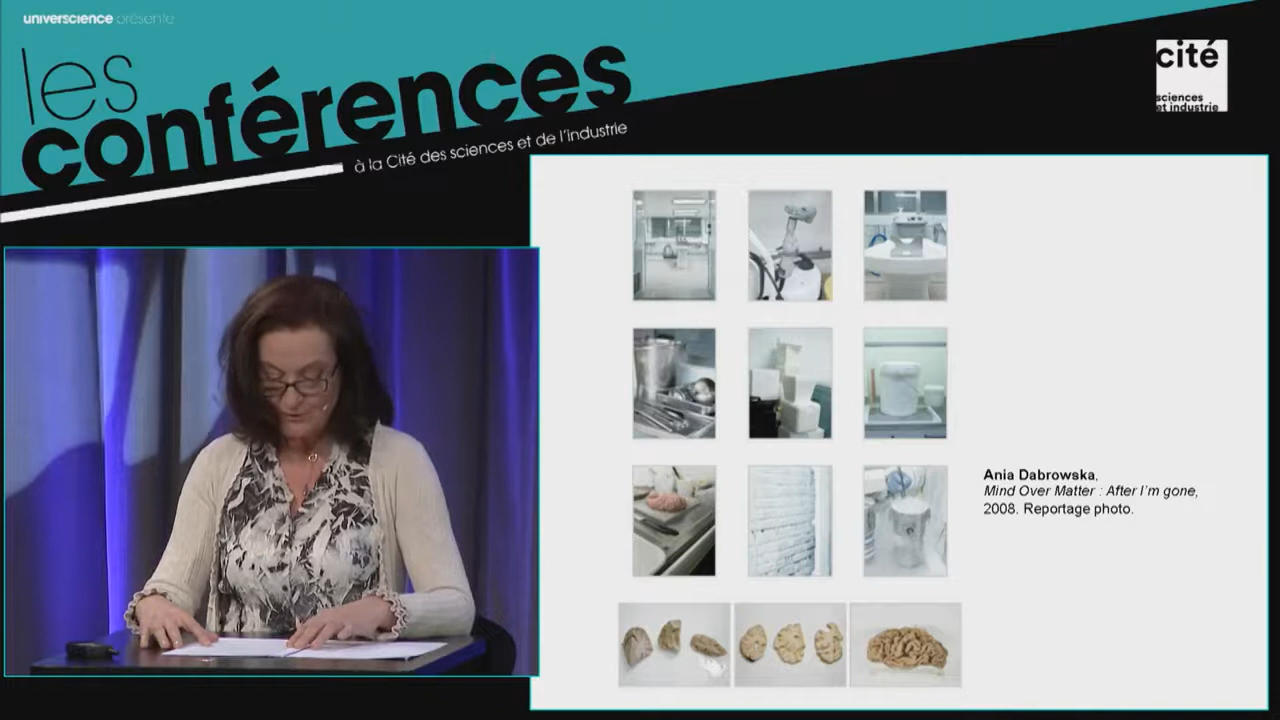 universcience présente
les
conférences
à la Cité des sciences et de l'industrie
cité
sciences
et industrie
Ania Dabrowska,
Mind Over Matter : After I'm gone,
2008. Reportage photo.